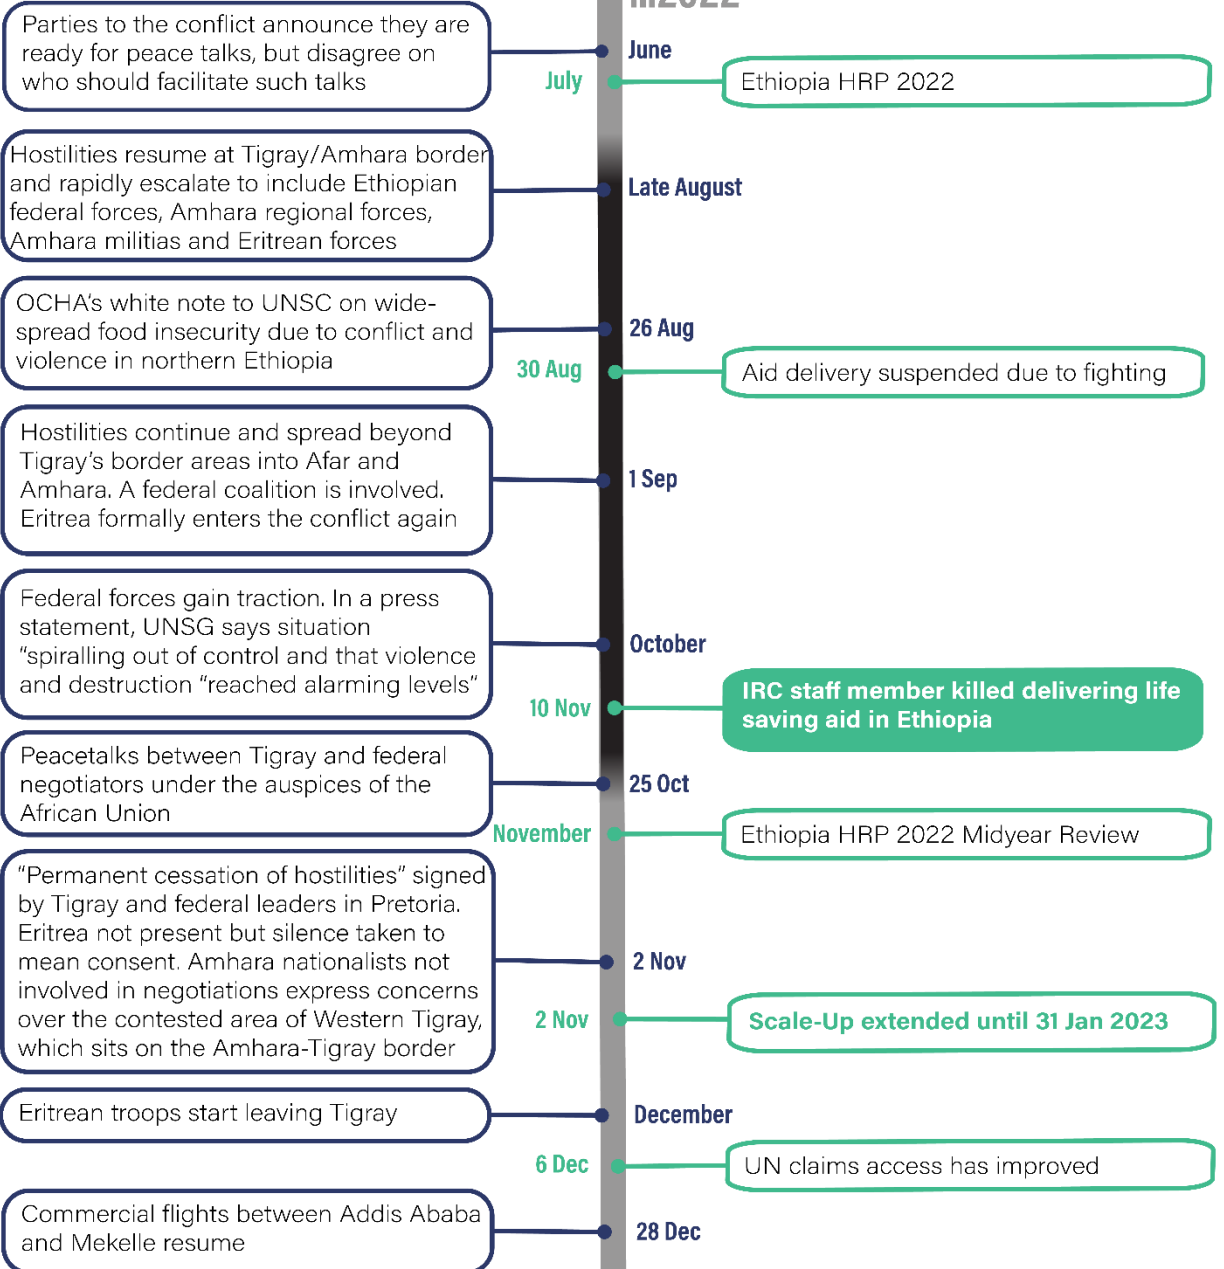 Parties to the conflict announce they are
ready for peace talks, but disagree on
who should facilitate such talks
June
July
Ethiopia HRP 2022
Hostilities resume at Tigray/Amhara border
and rapidly escalate to include Ethiopian
federal forces, Amhara regional forces,
Amhara militias and Eritrean forces
Late August
OCHA's white note to UNSC on wide-
spread food insecurity due to conflict and
violence in northern Ethiopia
26 Aug
30 Aug
Aid delivery suspended due to fighting
Hostilities continue and spread beyond
Tigray's border areas into Afar and
Amhara. A federal coalition is involved.
Eritrea formally enters the conflict again
1 Sep
Federal forces gain traction. In a press
statement, UNSG says situation
“spiralling out of control and that violence
and destruction “reached alarming levels”
October
10 Nov
IRC staff member killed delivering life
saving aid in Ethiopia
Peacetalks between Tigray and federal
negotiators under the auspices of the
African Union
25 Oct
November
Ethiopia HRP 2022 Midyear Review
“Permanent cessation of hostilities” signed
by Tigray and federal leaders in Pretoria.
Eritrea not present but silence taken to
mean consent. Amhara nationalists not
involved in negotiations express concerns
over the contested area of Western Tigray,
which sits on the Amhara-Tigray border
2 Nov
2 Nov
Scale-Up extended until 31 Jan 2023
Eritrean troops start leaving Tigray
December
6 Dec
UN claims access has improved
Commercial flights between Addis Ababa
and Mekelle resume
28 Dec